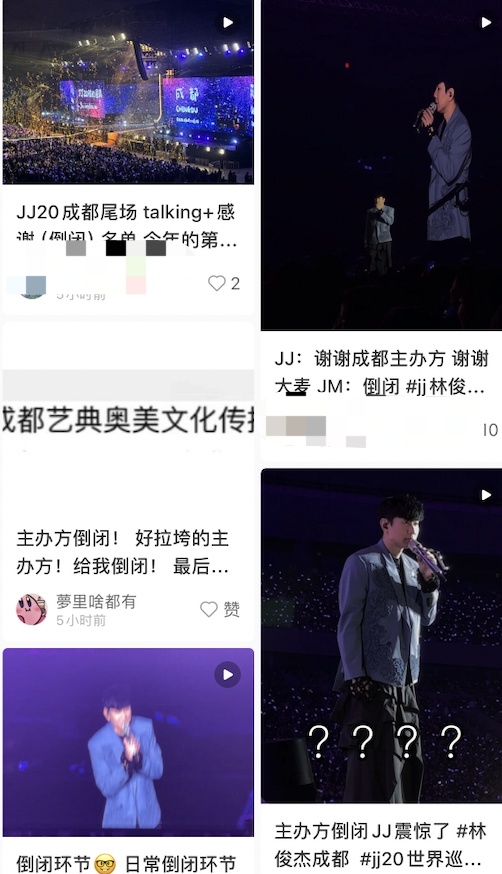 成都
JJ20成都尾场 talking+感
谢 (倒闭) 名单 今年的第...
5小时前
2
成都艺典奥美文化传
主办方倒闭！ 好拉垮的主
办方！给我倒闭！ 最后...
夢里啥都有
5小时前
赞
倒闭环节🤓 日常倒闭环节
JJ：谢谢成都主办方 谢谢
大麦 JM：倒闭 #jj林俊...
10
？？？？
主办方倒闭JJ震惊了 #林
俊杰成都 #jj20世界巡...